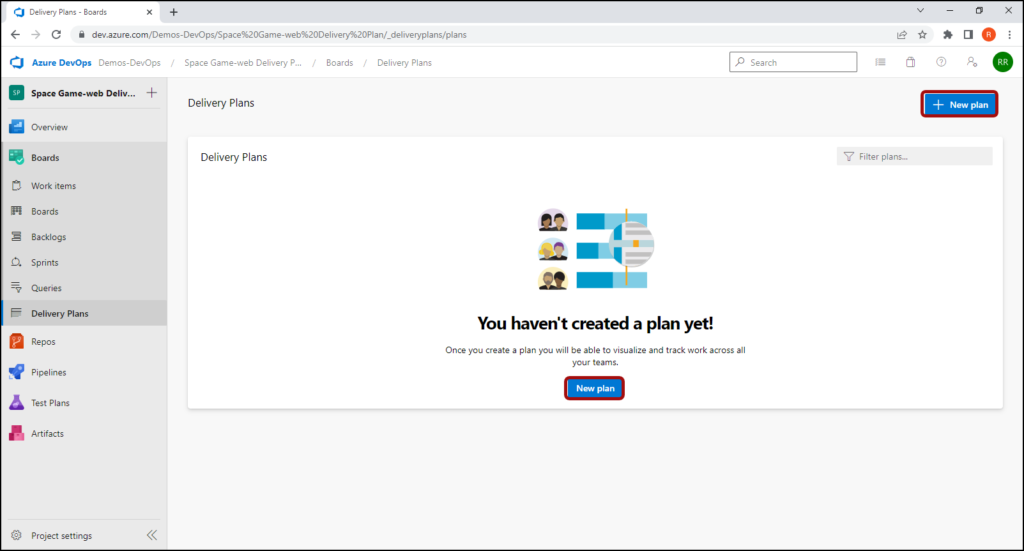 Delivery Plans - Boards
dev.azure.com/Demos-DevOps/Space%20Game-web%20Delivery%20Plan/_deliveryplans/plans
R
Azure DevOps Demos-DevOps / Space Game-web Delivery P... / Boards / Delivery Plans
Search
RR
SP Space Game-web Deliv...
Overview
Boards
Work items
Boards
Backlogs
Sprints
Queries
Delivery Plans
Repos
Pipelines
Test Plans
Artifacts
Project settings
Delivery Plans
New plan
Delivery Plans
Filter plans...
You haven't created a plan yet!
Once you create a plan you will be able to visualize and track work across all
your teams.
New plan